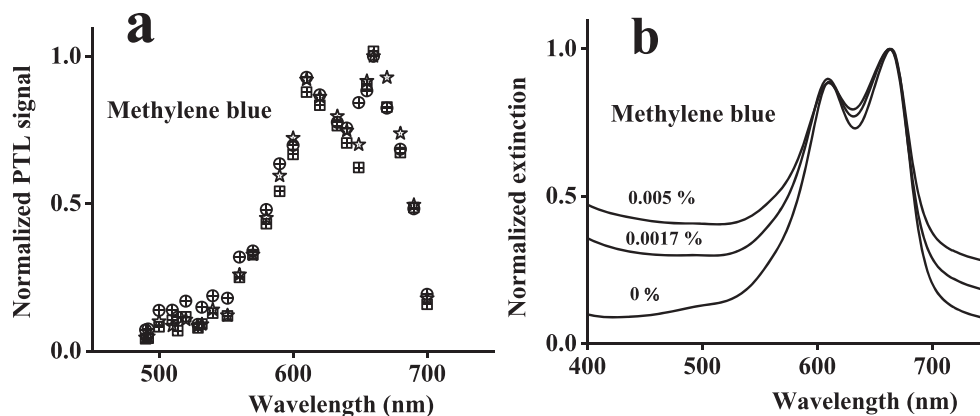 a
1.0
Methylene blue
0.5
0.0
500
600
700
Wavelength (nm)
Normalized PTL signal
b
1.0
Methylene blue
0.5
0.005 %
0.0017 %
0 %
0.0
400
500
600
700
Wavelength (nm)
Normalized extinction